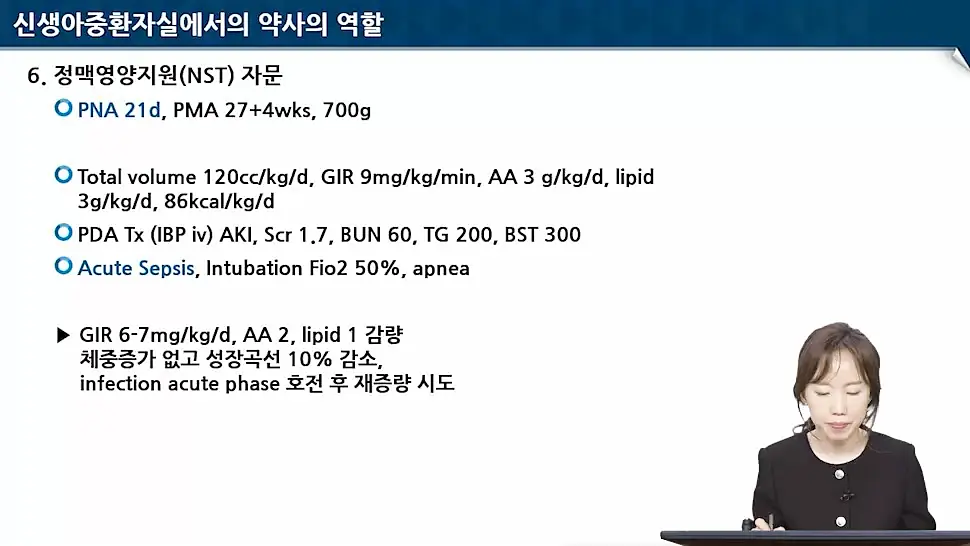 신생아중환자실에서의 약사의 역할
6. 정맥영양지원(NST) 자문
PNA 21d, PMA 27+4wks, 700g
Total volume 120cc/kg/d, GIR 9mg/kg/min, AA 3 g/kg/d, lipid
3g/kg/d, 86kcal/kg/d
PDA Tx (IBP iv) AKI, Scr 1.7, BUN 60, TG 200, BST 300
Acute Sepsis, Intubation Fio2 50%, apnea
▶ GIR 6-7mg/kg/d, AA 2, lipid 1 감량
체중증가 없고 성장곡선 10% 감소,
infection acute phase 호전 후 재증량 시도